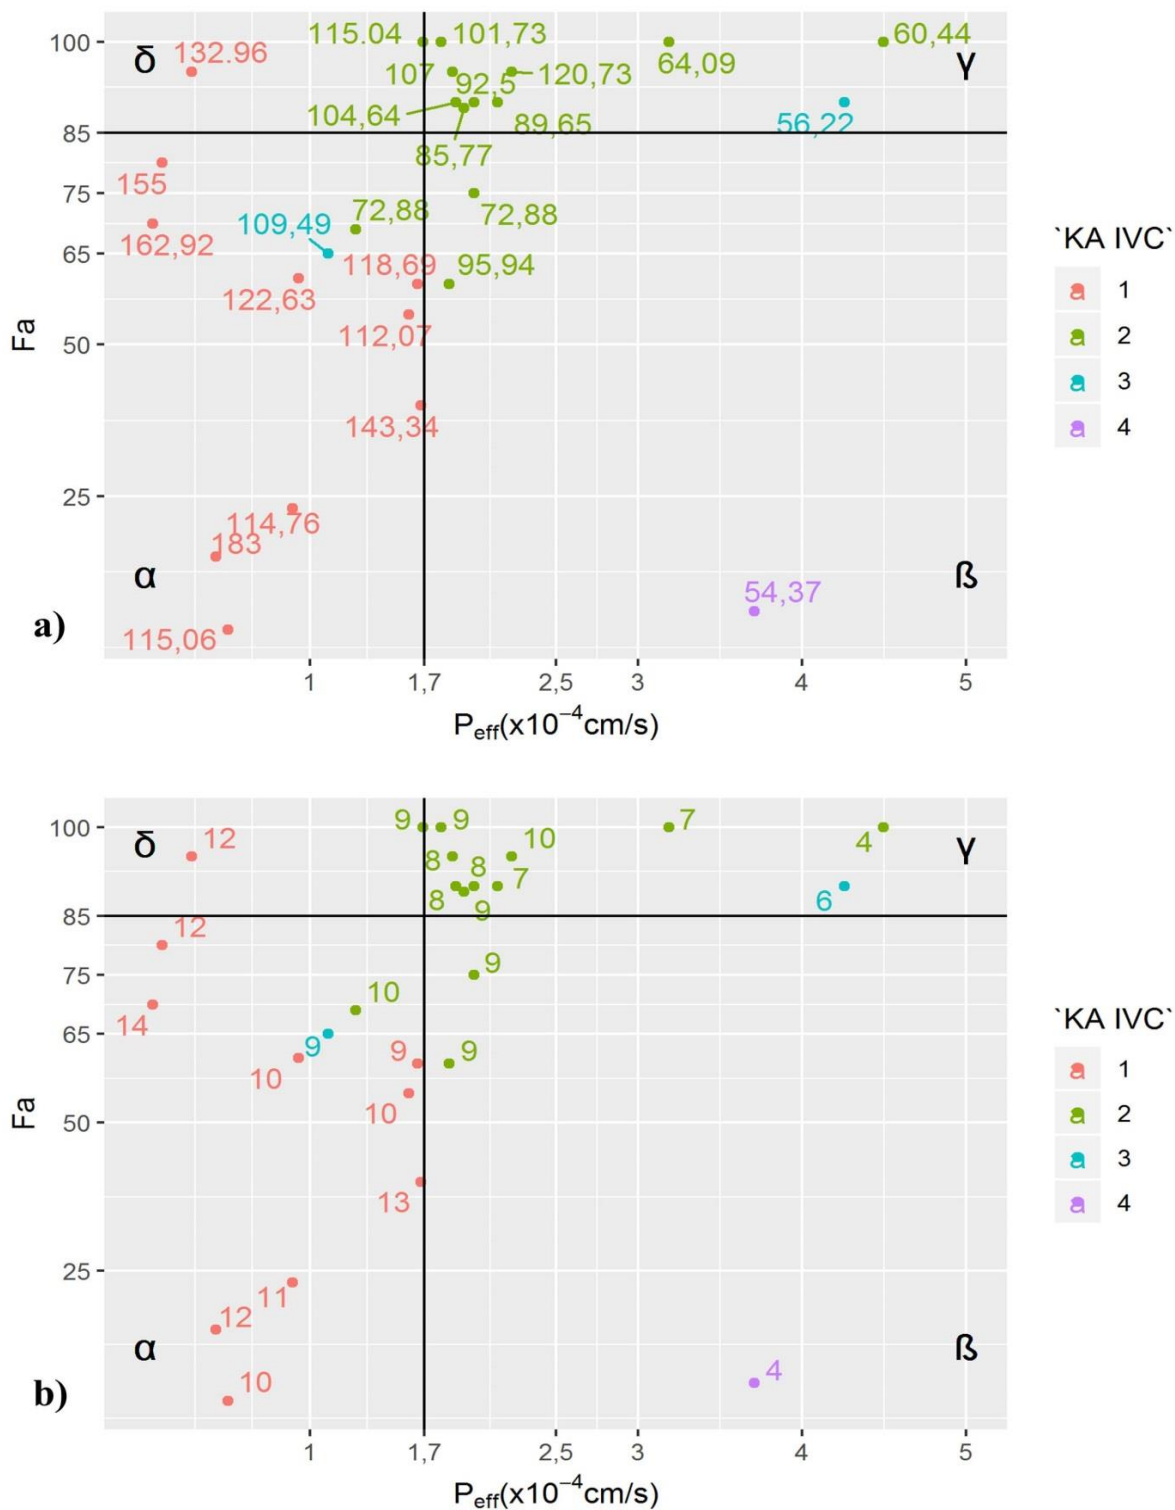 115.04 101,73 60,44
100 δ 132.96 107 92,5 120,73 64,09 γ
104,64 89,65 56,22
85 85,77
155
75 72,88 72,88
109,49
162,92
65 118,69 95,94
122,63
112,07
Fa 50
143,34
25 114,76
183
α 54,37 ß
a) 115,06
1 1,7 2,5 3 4 5
Peff(x10⁻⁴cm/s)
`KA IVC`
a 1
a 2
a 3
a 4
100 9 9 7
δ 12 8 8 10 4 γ
8 9 7 6
85
12
75 9
10
14
65 9 9 9
10
10
Fa 50
13
25
11
12
α 4 ß
b) 10
1 1,7 2,5 3 4 5
Peff(x10⁻⁴cm/s)
`KA IVC`
a 1
a 2
a 3
a 4